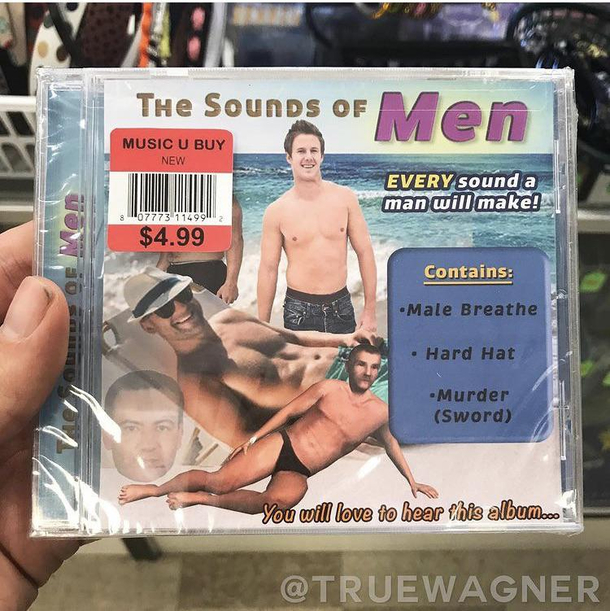 The Sounds of Men
MUSIC U BUY
NEW
8 07773 11499 2
$4.99
EVERY sound a
man will make!
Contains:
•Male Breathe
• Hard Hat
•Murder
(Sword)
The Sounds of Men
You will love to hear this album...
@TRUEWAGNER